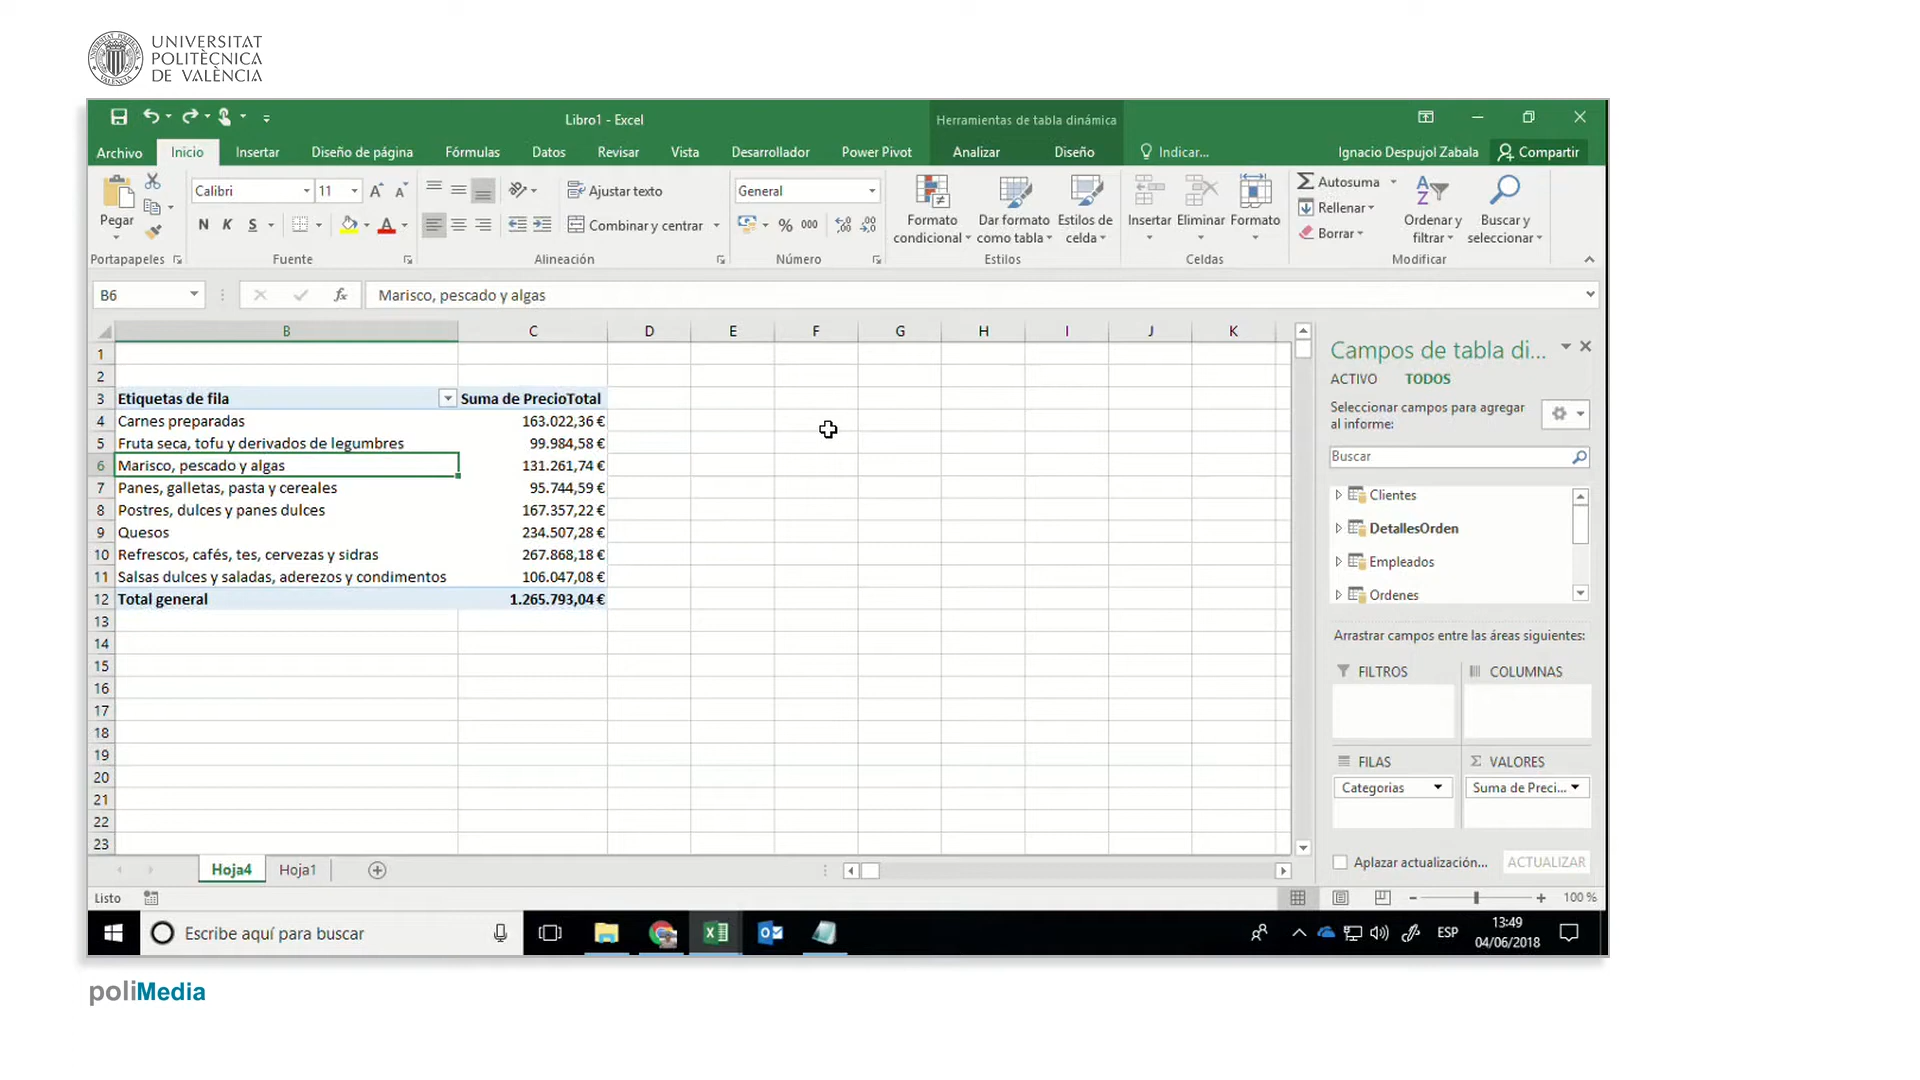 UNIVERSITAT
POLITÈCNICA
DE VALÈNCIA
Libro1 - Excel
Herramientas de tabla dinámica
Archivo Inicio Insertar Diseño de página Fórmulas Datos Revisar Vista Desarrollador Power Pivot Analizar Diseño Indicar... Ignacio Despujol Zabala Compartir
Pegar
Calibri 11
N K S
Ajustar texto
Combinar y centrar
General
% 000
Formato condicional
Dar formato como tabla
Estilos de celda
Insertar Eliminar Formato
Autosuma
Rellenar
Borrar
Ordenar y filtrar
Buscar y seleccionar
Portapapeles Fuente Alineación Número Estilos Celdas Modificar
B6 fx Marisco, pescado y algas
B C D E F G H I J K
1
2
3 Etiquetas de fila Suma de PrecioTotal
4 Carnes preparadas 163.022,36 €
5 Fruta seca, tofu y derivados de legumbres 99.984,58 €
6 Marisco, pescado y algas 131.261,74 €
7 Panes, galletas, pasta y cereales 95.744,59 €
8 Postres, dulces y panes dulces 167.357,22 €
9 Quesos 234.507,28 €
10 Refrescos, cafés, tes, cervezas y sidras 267.868,18 €
11 Salsas dulces y saladas, aderezos y condimentos 106.047,08 €
12 Total general 1.265.793,04 €
13
14
15
16
17
18
19
20
21
22
23
Campos de tabla di...
ACTIVO TODOS
Seleccionar campos para agregar
al informe:
Buscar
Clientes
DetallesOrden
Empleados
Ordenes
Arrastrar campos entre las áreas siguientes:
FILTROS COLUMNAS
FILAS VALORES
Categorias Suma de Preci...
Aplazar actualización... ACTUALIZAR
Hoja4 Hoja1
Listo 100 %
Escribe aquí para buscar
ESP
13:49
04/06/2018
poliMedia